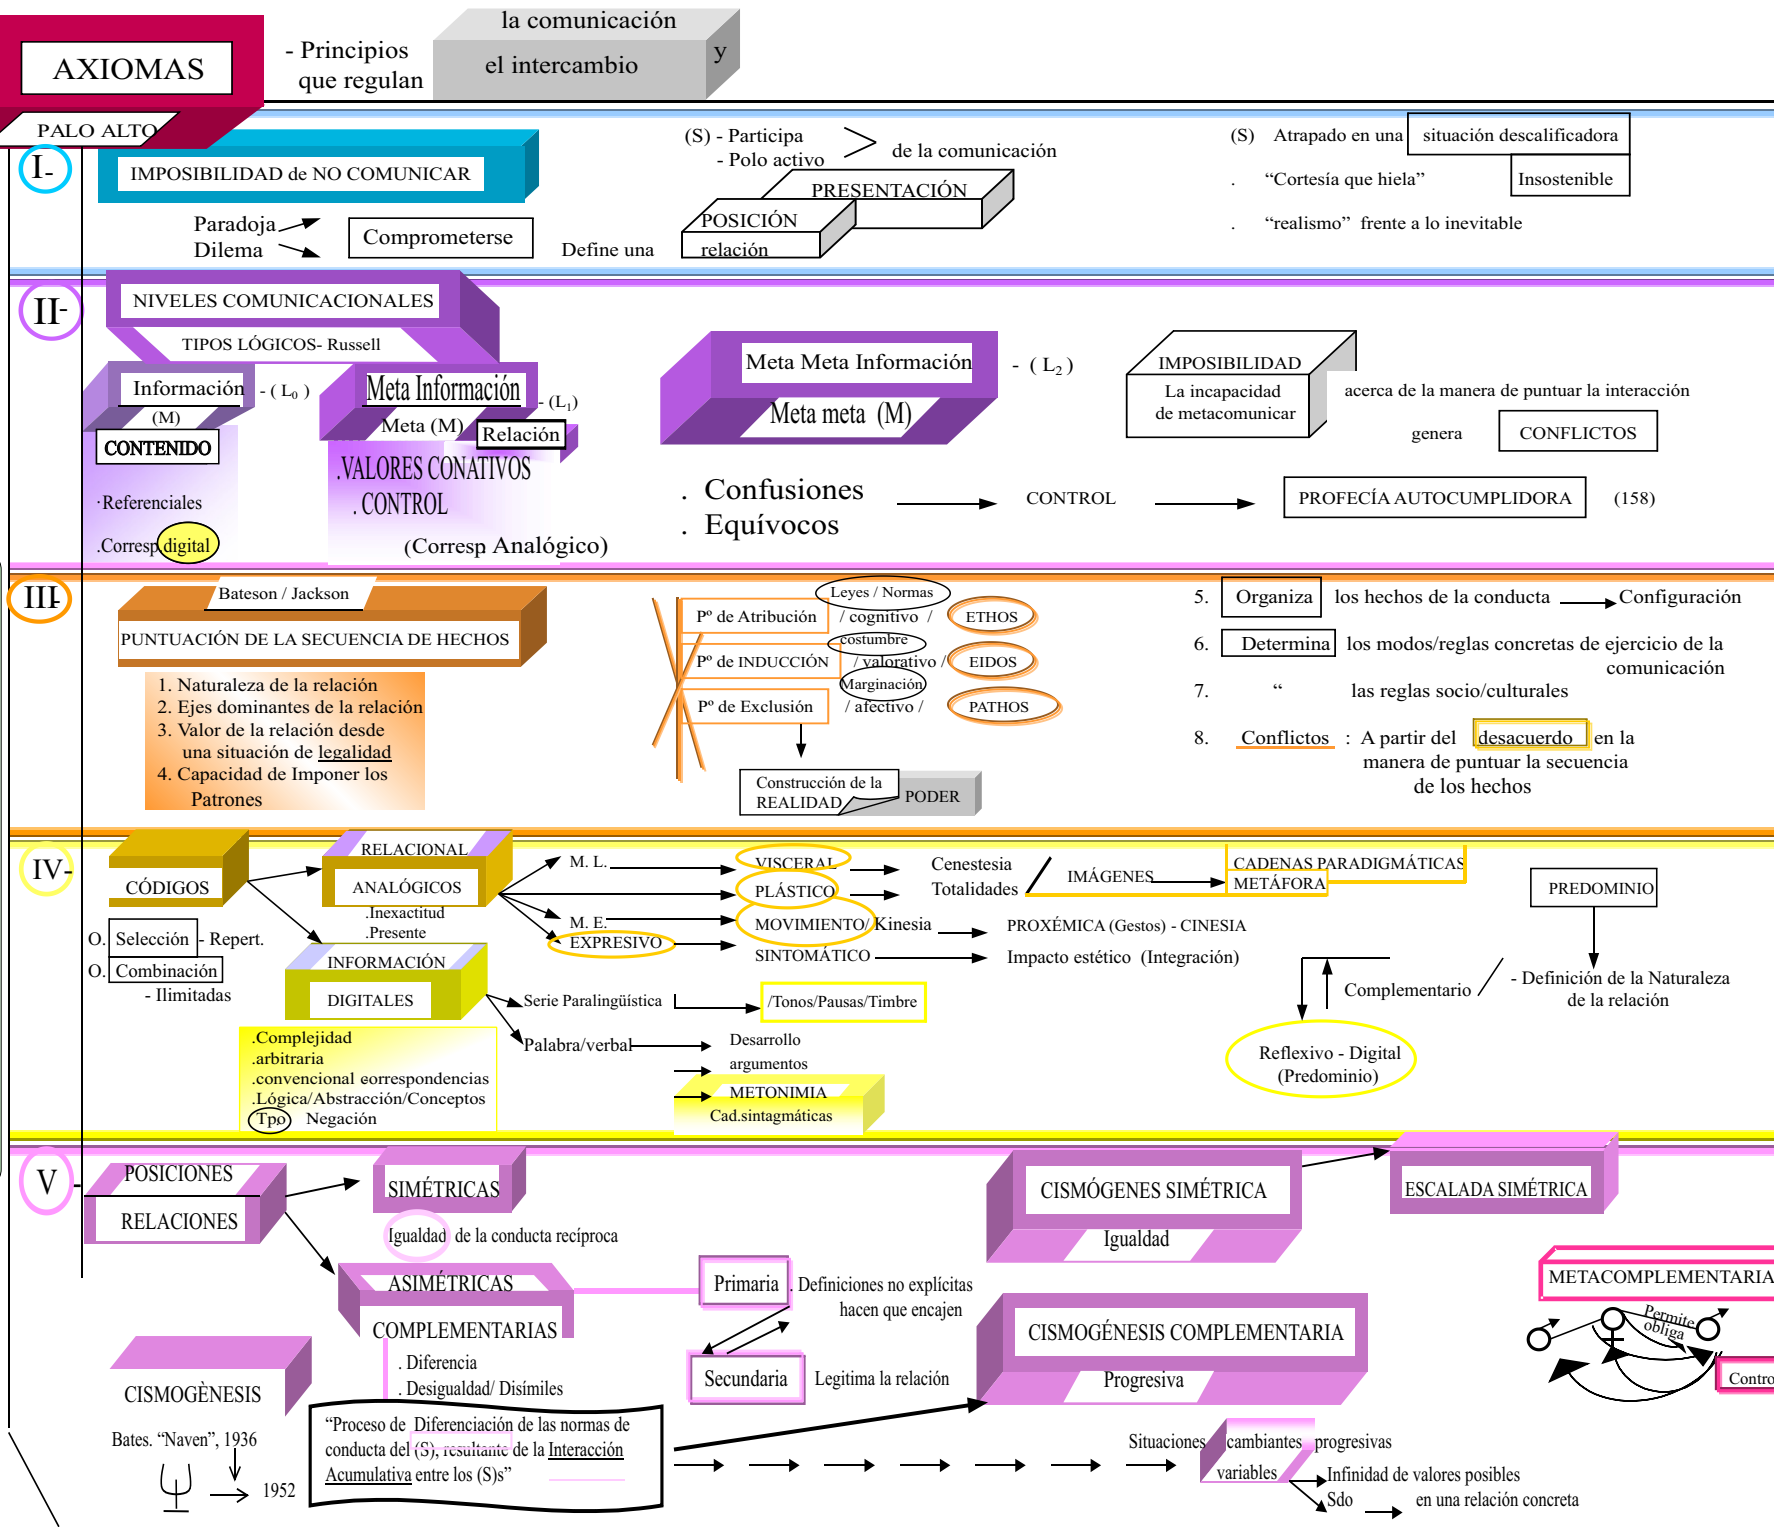 AXIOMAS
PALO ALTO
- Principios
que regulan
la comunicación
y
el intercambio
I-
IMPOSIBILIDAD de NO COMUNICAR
Paradoja
Dilema
Comprometerse
Define una
(S) - Participa
- Polo activo
de la comunicación
PRESENTACIÓN
POSICIÓN
relación
(S) Atrapado en una situación descalificadora
. “Cortesía que hiela” Insostenible
. “realismo” frente a lo inevitable
II-
NIVELES COMUNICACIONALES
TIPOS LÓGICOS- Russell
Información - ( L0 )
(M)
CONTENIDO
·Referenciales
.Corresp digital
Meta Información - (L1)
Meta (M) Relación
.VALORES CONATIVOS
. CONTROL
(Corresp. Analógico)
Meta Meta Información - ( L2 )
Meta meta (M)
IMPOSIBILIDAD
La incapacidad
de metacomunicar
acerca de la manera de puntuar la interacción
genera CONFLICTOS
. Confusiones
. Equívocos
CONTROL
PROFECÍA AUTOCUMPLIDORA (158)
III-
Bateson / Jackson
PUNTUACIÓN DE LA SECUENCIA DE HECHOS
1. Naturaleza de la relación
2. Ejes dominantes de la relación
3. Valor de la relación desde
una situación de legalidad
4. Capacidad de Imponer los
Patrones
Leyes / Normas
Pº de Atribución / cognitivo / ETHOS
costumbre
Pº de INDUCCIÓN / valorativo / EIDOS
Marginación
Pº de Exclusión / afectivo / PATHOS
Construcción de la
REALIDAD
PODER
5. Organiza los hechos de la conducta Configuración
6. Determina los modos/reglas concretas de ejercicio de la
comunicación
7. “ las reglas socio/culturales
8. Conflictos : A partir del desacuerdo en la
manera de puntuar la secuencia
de los hechos
IV-
CÓDIGOS
O. Selección - Repert.
O. Combinación
- Ilimitadas
RELACIONAL
ANALÓGICOS
.Inexactitud
.Presente
INFORMACIÓN
DIGITALES
.Complejidad
.arbitraria
.convencional correspondencias
.Lógica/Abstracción/Conceptos
Tpo Negación
M. L.
M. E.
EXPRESIVO
VISCERAL
PLÁSTICO
MOVIMIENTO/ Kinesia
SINTOMÁTICO
Cenestesia
Totalidades
IMÁGENES
CADENAS PARADIGMÁTICAS
METÁFORA
PROXÉMICA (Gestos) - CINESIA
Impacto estético (Integración)
Serie Paralingüística
/Tonos/Pausas/Timbre
Palabra/verbal
Desarrollo
argumentos
METONIMIA
Cad.sintagmáticas
PREDOMINIO
Complementario
- Definición de la Naturaleza
de la relación
Reflexivo - Digital
(Predominio)
V -
POSICIONES
RELACIONES
SIMÉTRICAS
Igualdad de la conducta recíproca
ASIMÉTRICAS
COMPLEMENTARIAS
. Diferencia
. Desigualdad/ Disímiles
Primaria
. Definiciones no explícitas
hacen que encajen
Secundaria
Legitima la relación
CISMÓGENES SIMÉTRICA
Igualdad
ESCALADA SIMÉTRICA
CISMOGÉNESIS COMPLEMENTARIA
Progresiva
METACOMPLEMENTARIA
Permite
obliga
Contro
CISMOGÈNESIS
Bates. “Naven”, 1936
1952
“Proceso de Diferenciación de las normas de
conducta del (S), resultante de la Interacción
Acumulativa entre los (S)s”
Situaciones cambiantes progresivas
variables
Infinidad de valores posibles
Sdo en una relación concreta